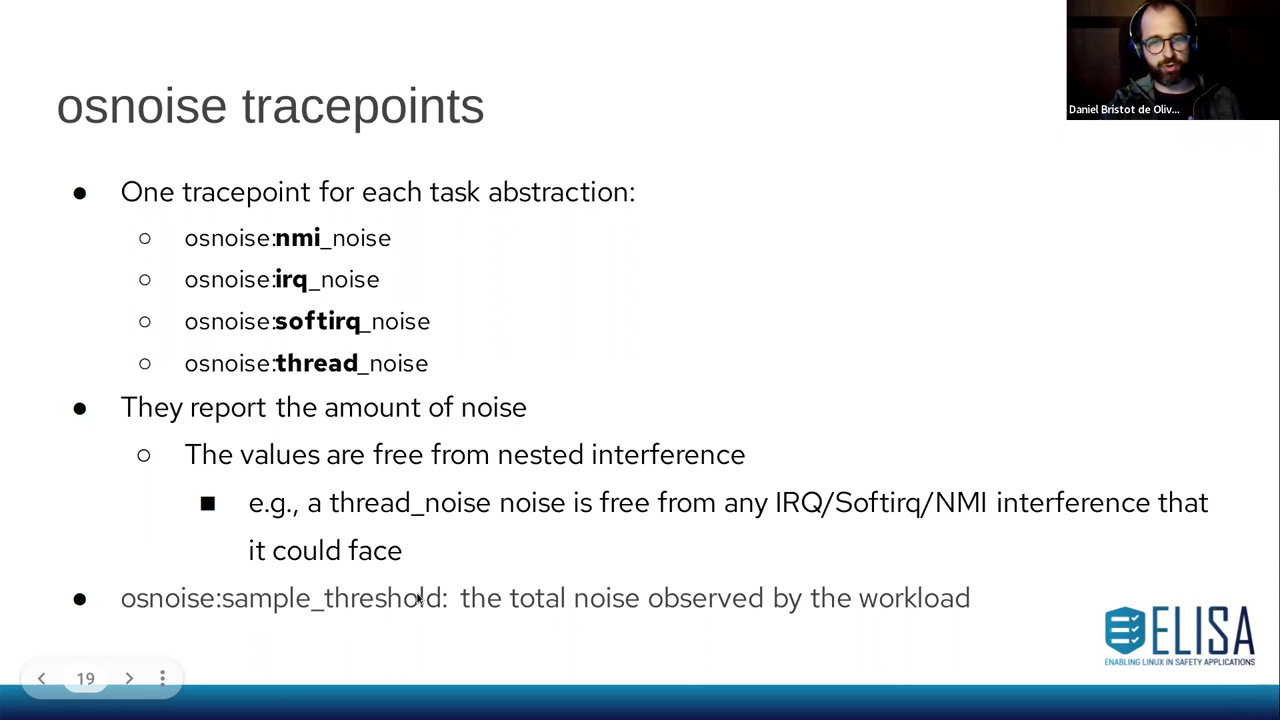 Daniel Bristot de Oliv...
osnoise tracepoints
● One tracepoint for each task abstraction:
○ osnoise:nmi_noise
○ osnoise:irq_noise
○ osnoise:softirq_noise
○ osnoise:thread_noise
● They report the amount of noise
○ The values are free from nested interference
■ e.g., a thread_noise noise is free from any IRQ/Softirq/NMI interference that
it could face
● osnoise:sample_threshold: the total noise observed by the workload
ELISA
ENABLING LINUX IN SAFETY APPLICATIONS
19